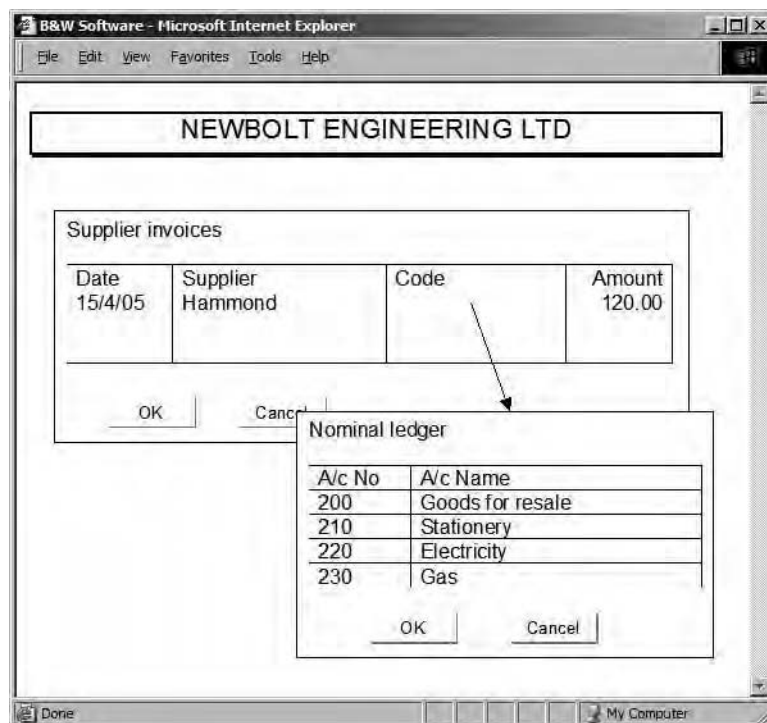 B&W Software - Microsoft Internet Explorer
File Edit View Favorites Tools Help
NEWBOLT ENGINEERING LTD
Supplier invoices
Date Supplier Code Amount
15/4/05 Hammond 120.00
OK Cancel
Nominal ledger
A/c No A/c Name
200 Goods for resale
210 Stationery
220 Electricity
230 Gas
OK Cancel
Done My Computer